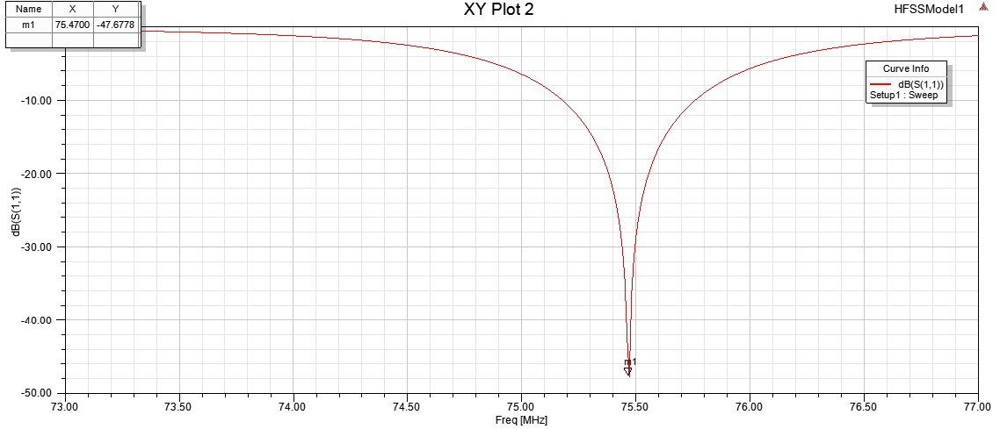 XY Plot 2
HFSSModel1
Name X Y
m1 75.4700 -47.6778
Curve Info
dB(S(1,1))
Setup1 : Sweep
-10.00
-20.00
-30.00
-40.00
-50.00
dB(S(1,1))
m1
73.00 73.50 74.00 74.50 75.00 75.50 76.00 76.50 77.00
Freq [MHz]